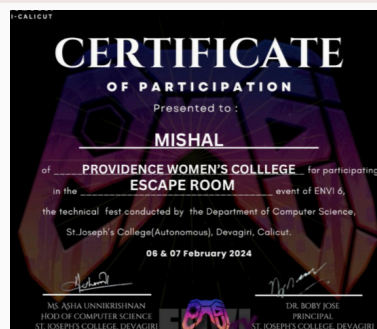 I-CALICUT
CERTIFICATE
OF PARTICIPATION
Presented to :
MISHAL
of PROVIDENCE WOMEN'S COLLLEGE for participating
in the ESCAPE ROOM event of ENVI 6,
the technical fest conducted by the Department of Computer Science,
St.Joseph's College(Autonomous), Devagiri, Calicut.
06 & 07 February 2024
MS. ASHA UNNIKRISHNAN
HOD OF COMPUTER SCIENCE
ST. JOSEPH'S COLLEGE, DEVAGIRI
DR. BOBY JOSE
PRINCIPAL
ST. JOSEPH'S COLLEGE, DEVAGIRI